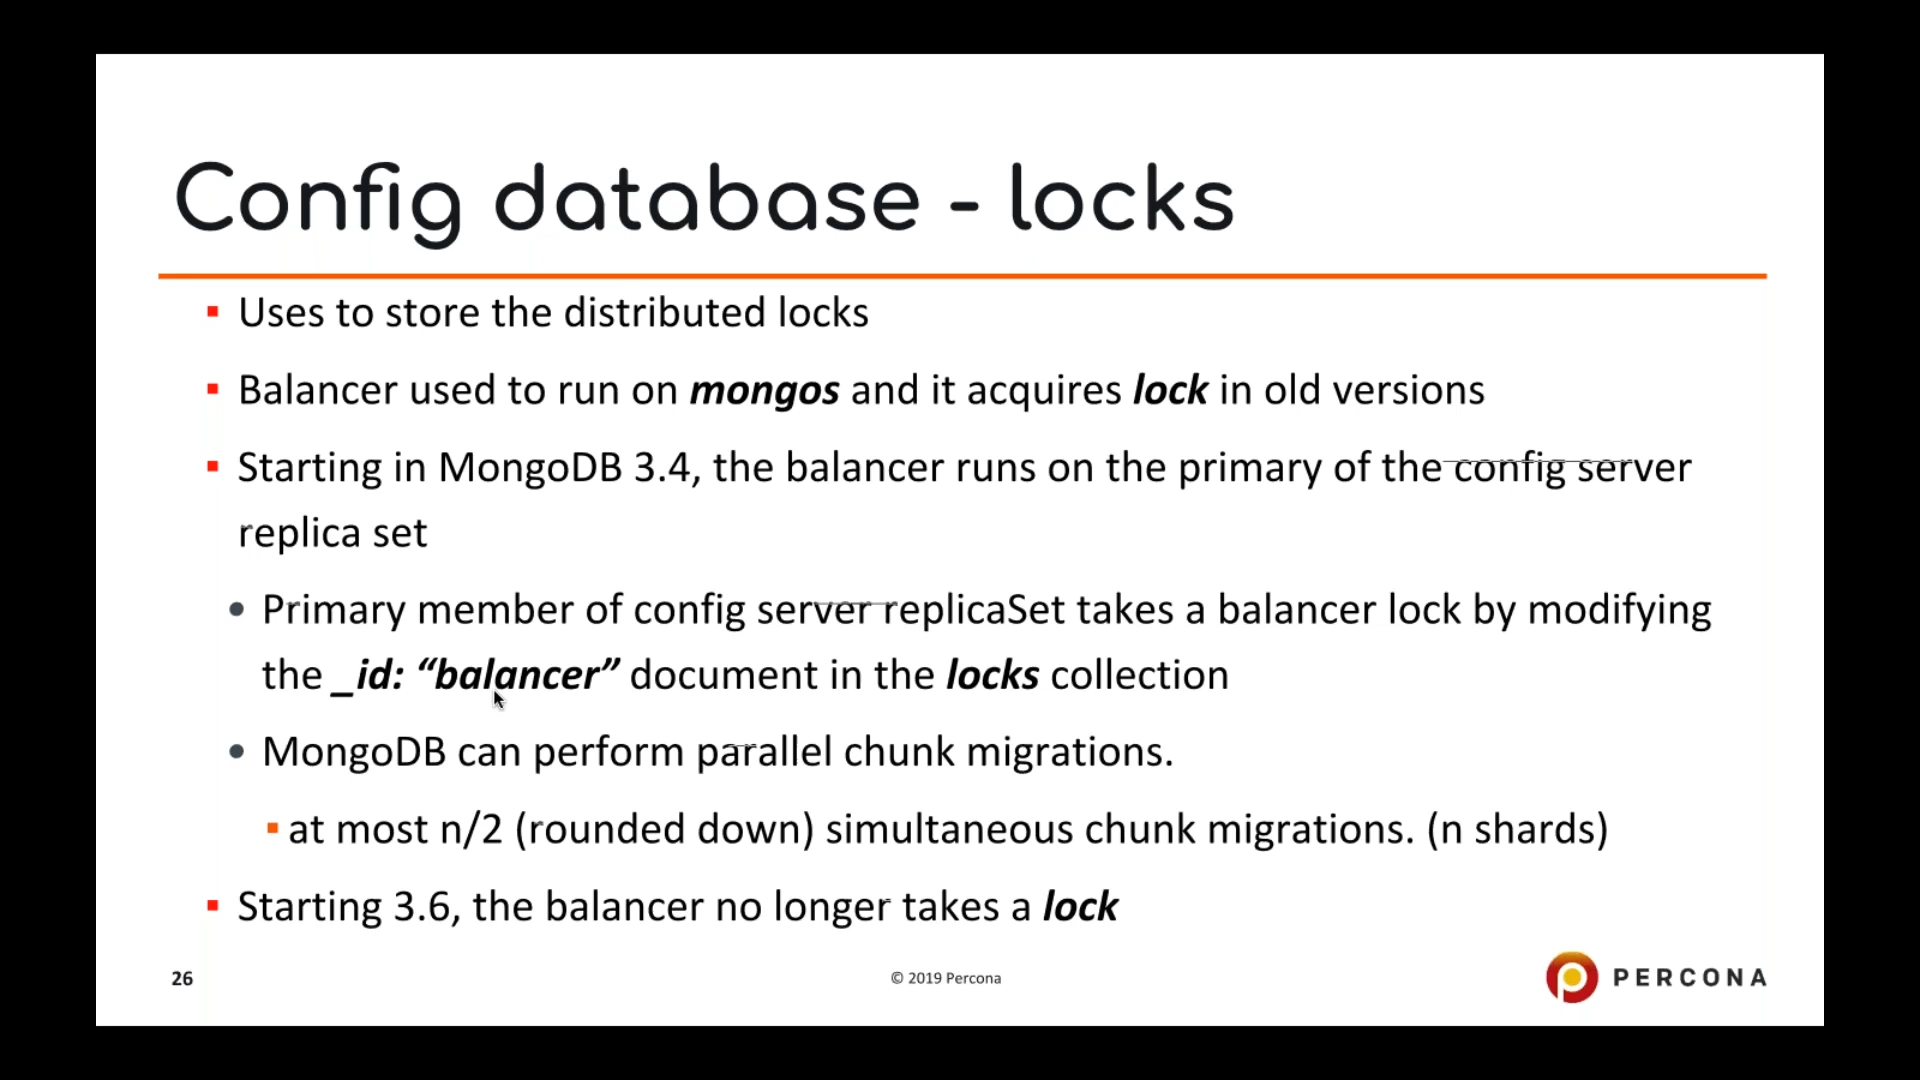 Config database - locks
▪ Uses to store the distributed locks
▪ Balancer used to run on mongos and it acquires lock in old versions
▪ Starting in MongoDB 3.4, the balancer runs on the primary of the config server
replica set
• Primary member of config server replicaSet takes a balancer lock by modifying
the _id: “balancer” document in the locks collection
• MongoDB can perform parallel chunk migrations.
▪ at most n/2 (rounded down) simultaneous chunk migrations. (n shards)
▪ Starting 3.6, the balancer no longer takes a lock
26
© 2019 Percona
PERCONA